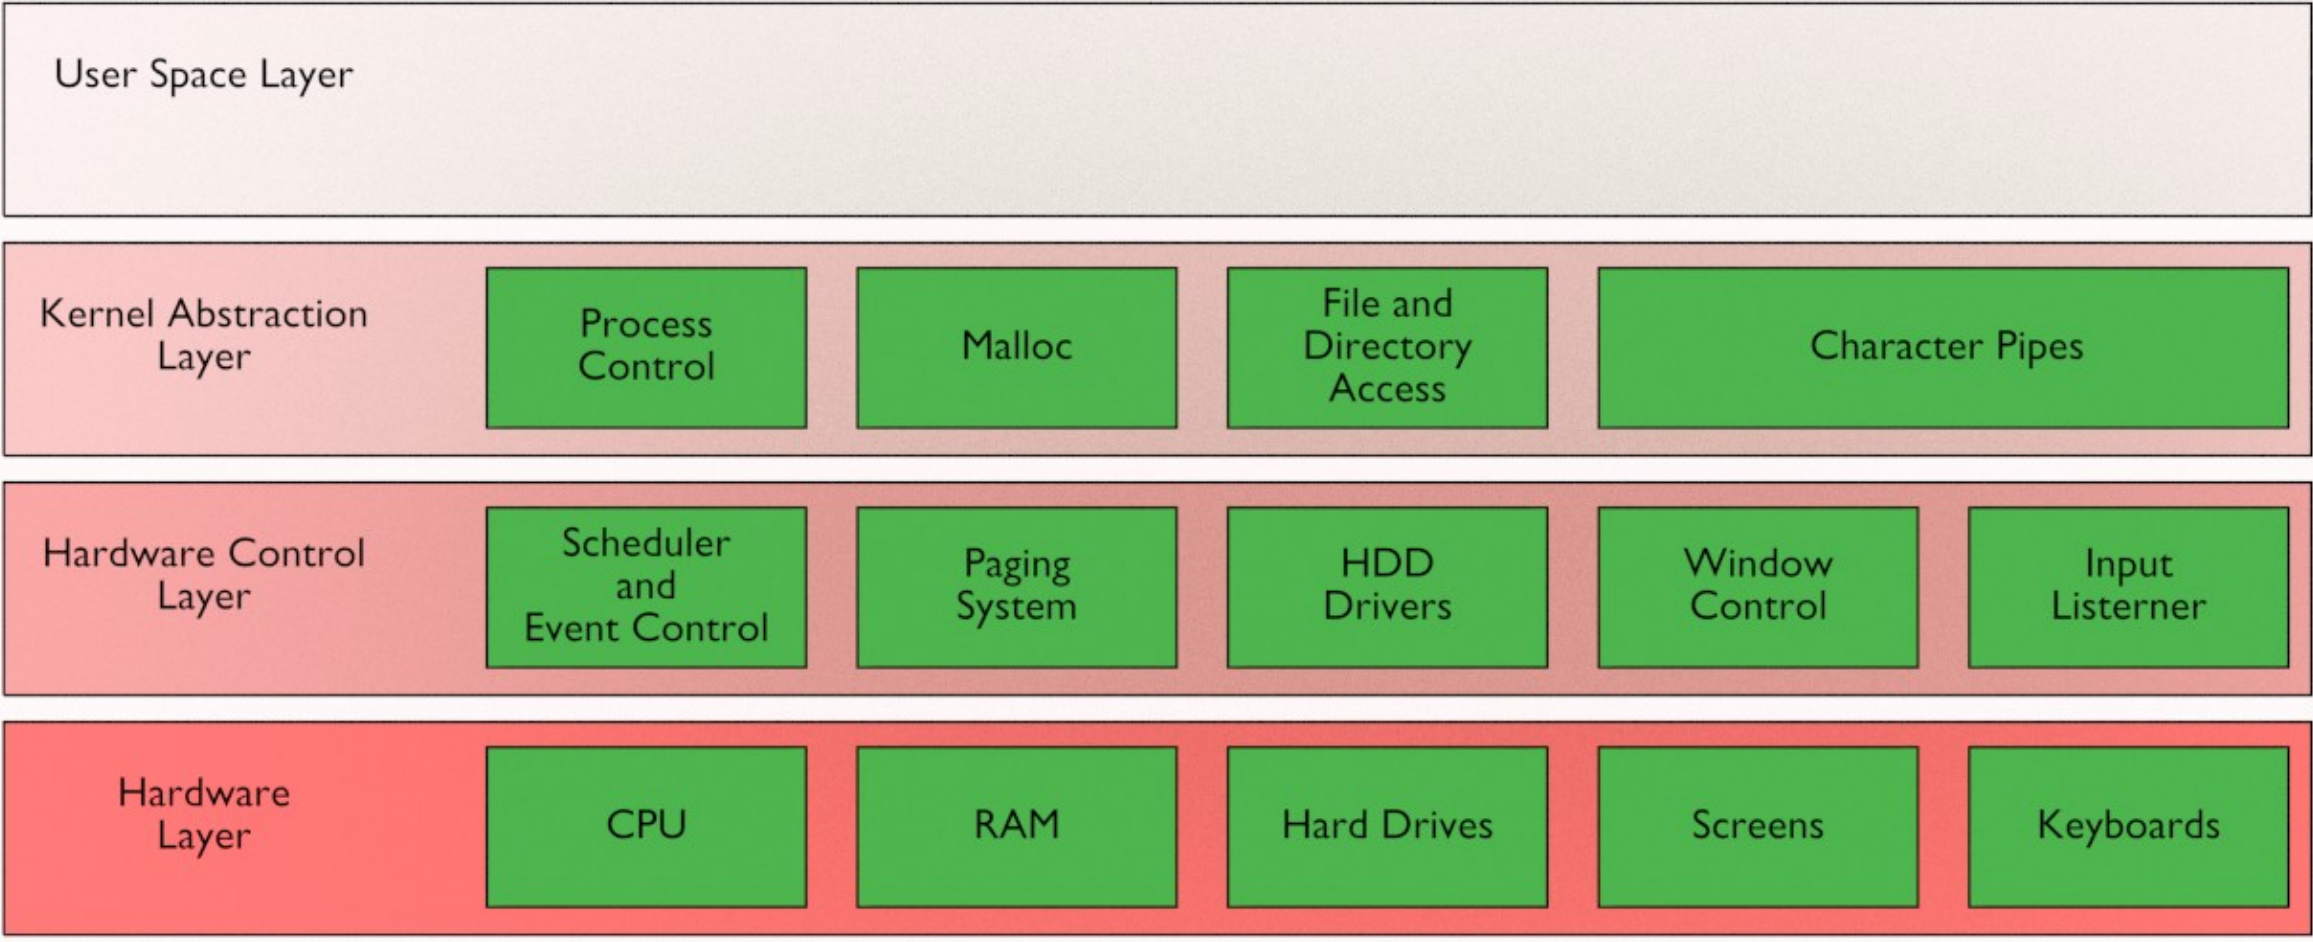 User Space Layer
Kernel Abstraction
Layer
Process
Control
Malloc
File and
Directory
Access
Character Pipes
Hardware Control
Layer
Scheduler
and
Event Control
Paging
System
HDD
Drivers
Window
Control
Input
Listerner
Hardware
Layer
CPU
RAM
Hard Drives
Screens
Keyboards